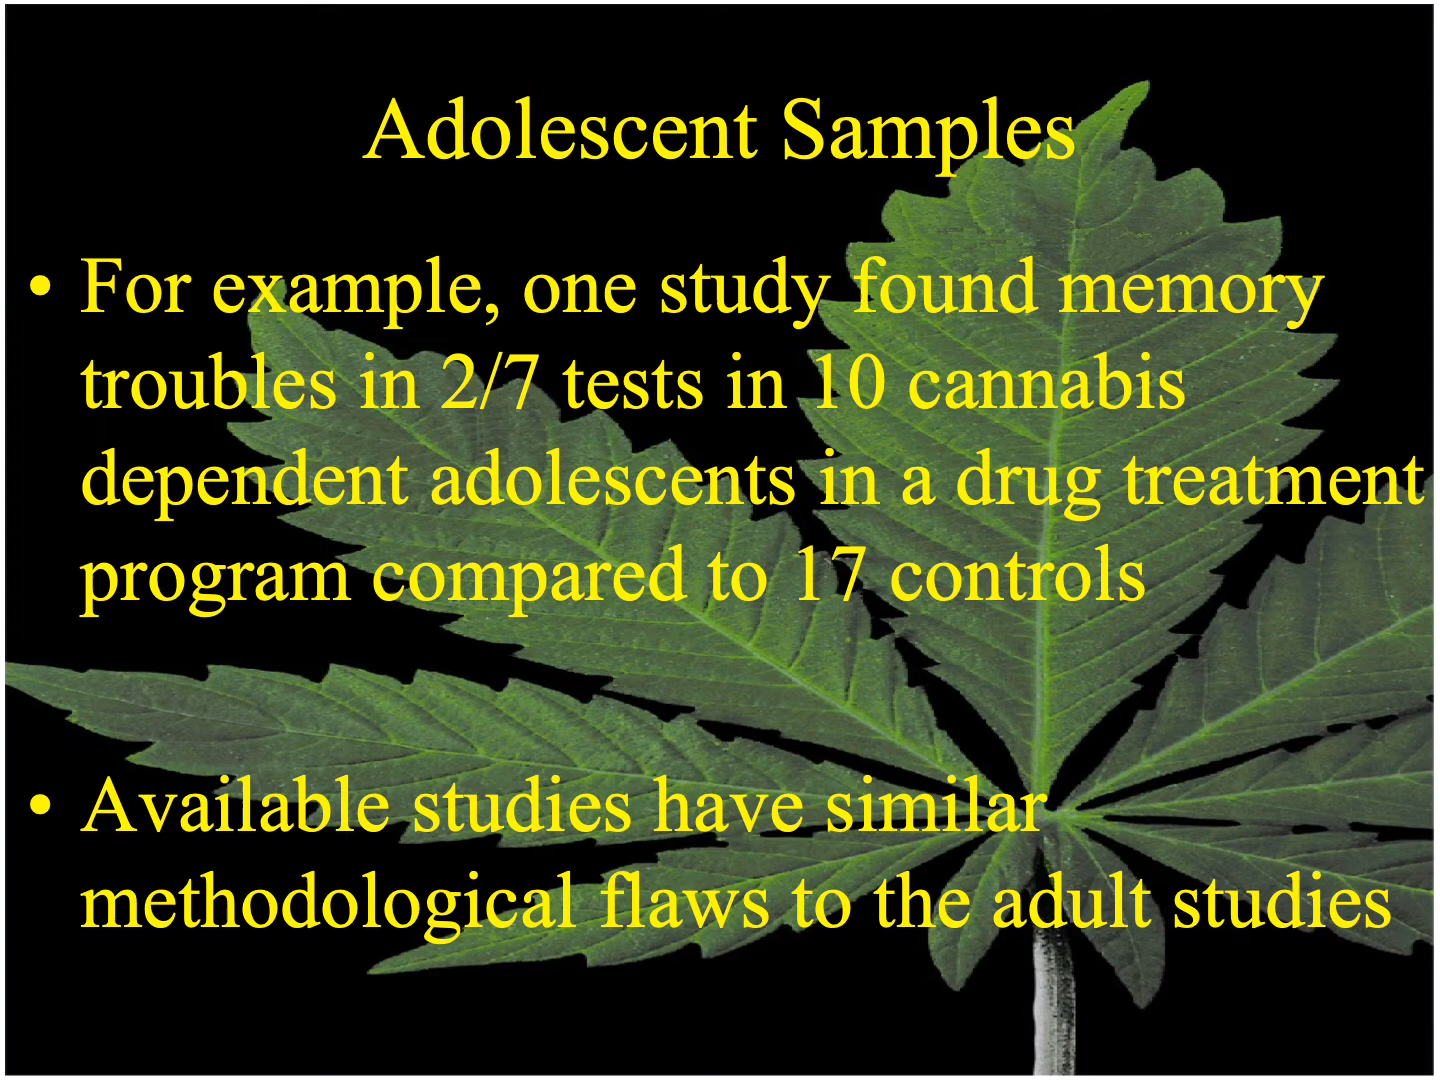 Adolescent Samples
• For example, one study found memory
troubles in 2/7 tests in 10 cannabis
dependent adolescents in a drug treatment
program compared to 17 controls
• Available studies have similar
methodological flaws to the adult studies